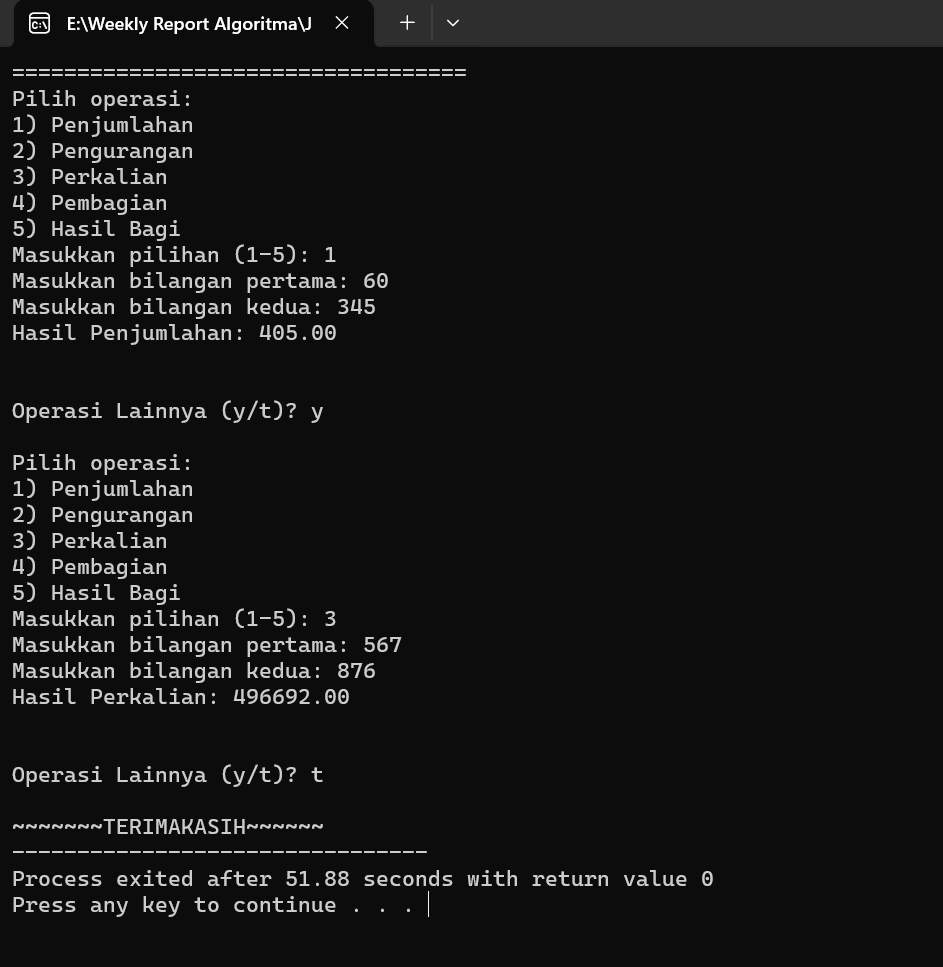 E:\Weekly Report Algoritma\J
===================================
Pilih operasi:
1) Penjumlahan
2) Pengurangan
3) Perkalian
4) Pembagian
5) Hasil Bagi
Masukkan pilihan (1-5): 1
Masukkan bilangan pertama: 60
Masukkan bilangan kedua: 345
Hasil Penjumlahan: 405.00
Operasi Lainnya (y/t)? y
Pilih operasi:
1) Penjumlahan
2) Pengurangan
3) Perkalian
4) Pembagian
5) Hasil Bagi
Masukkan pilihan (1-5): 3
Masukkan bilangan pertama: 567
Masukkan bilangan kedua: 876
Hasil Perkalian: 496692.00
Operasi Lainnya (y/t)? t
~~~~~~~TERIMAKASIH~~~~~~
--------------------------------
Process exited after 51.88 seconds with return value 0
Press any key to continue . . .